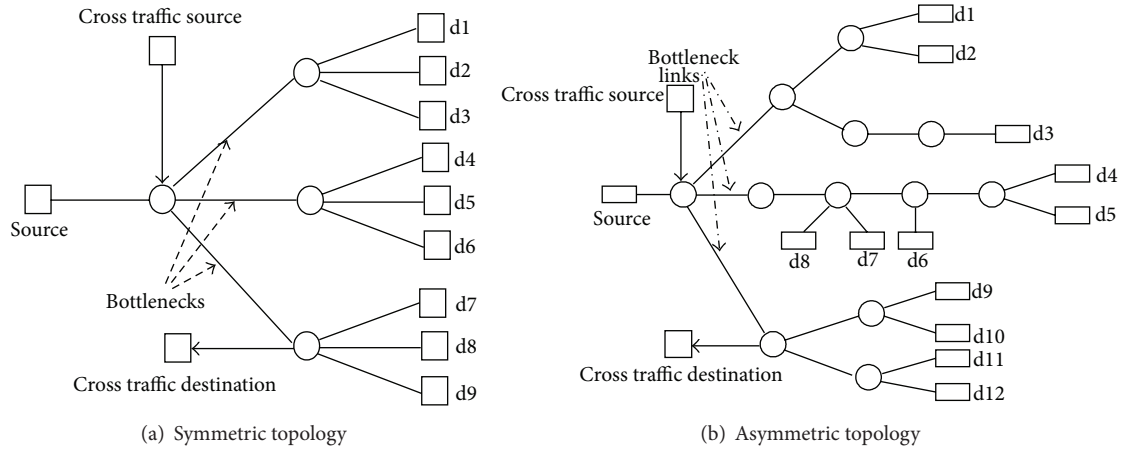 Cross traffic source
d1
d2
d3
d4
d5
d6
Source
Bottlenecks
d7
d8
d9
Cross traffic destination
(a) Symmetric topology
d1
Bottleneck
links
d2
Cross traffic source
d3
d4
Source
d5
d8
d7
d6
d9
d10
d11
Cross traffic destination
d12
(b) Asymmetric topology